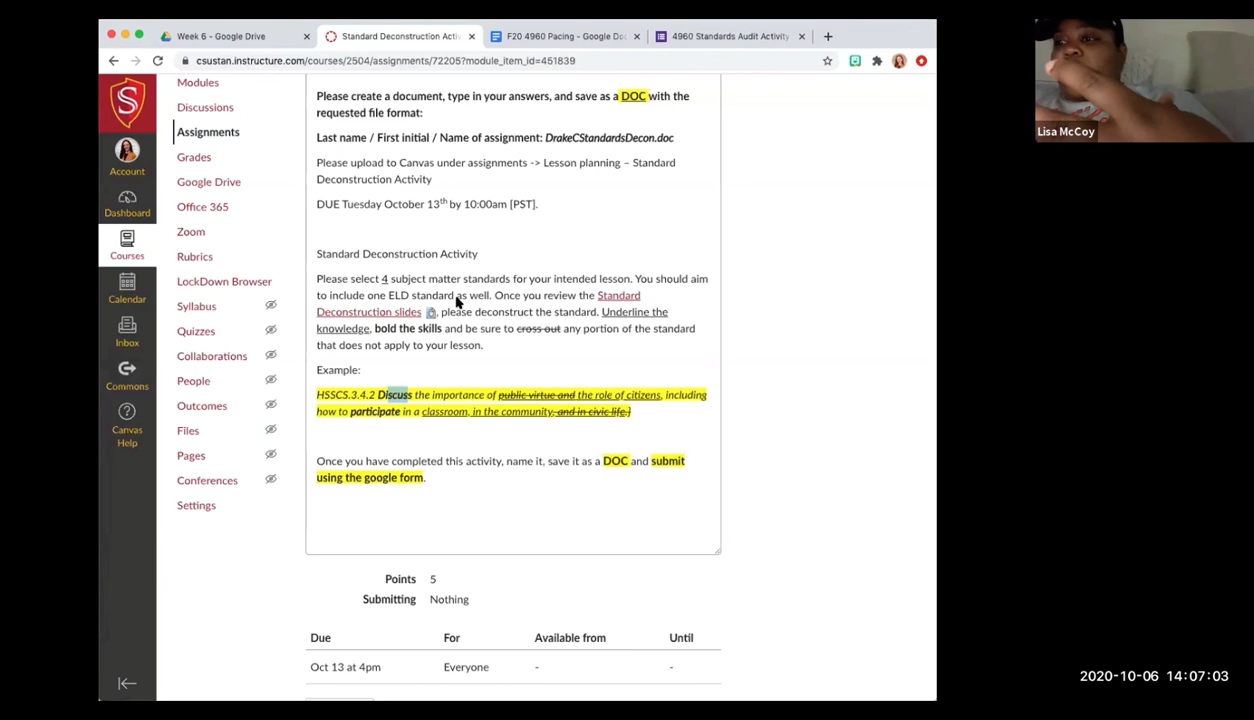 Week 6 - Google Drive
Standard Deconstruction Activ
F20 4960 Pacing - Google Doc
4960 Standards Audit Activity
csustan.instructure.com/courses/2504/assignments/72205?module_item_id=451839
Lisa McCoy
Account
Dashboard
Courses
Calendar
Inbox
Commons
Canvas
Help
Modules
Discussions
Assignments
Grades
Google Drive
Office 365
Zoom
Rubrics
LockDown Browser
Syllabus
Quizzes
Collaborations
People
Outcomes
Files
Pages
Conferences
Settings
Please create a document, type in your answers, and save as a DOC with the
requested file format:
Last name / First initial / Name of assignment: DrakeCStandardsDecon.doc
Please upload to Canvas under assignments -> Lesson planning – Standard
Deconstruction Activity
DUE Tuesday October 13th by 10:00am [PST].
Standard Deconstruction Activity
Please select 4 subject matter standards for your intended lesson. You should aim
to include one ELD standard as well. Once you review the Standard
Deconstruction slides , please deconstruct the standard. Underline the
knowledge, bold the skills and be sure to cross out any portion of the standard
that does not apply to your lesson.
Example:
HSSCS.3.4.2 Discuss the importance of public virtue and the role of citizens, including
how to participate in a classroom, in the community, and in civic life.]
Once you have completed this activity, name it, save it as a DOC and submit
using the google form.
Points 5
Submitting Nothing
Due For Available from Until
Oct 13 at 4pm Everyone - -
2020-10-06 14:07:03